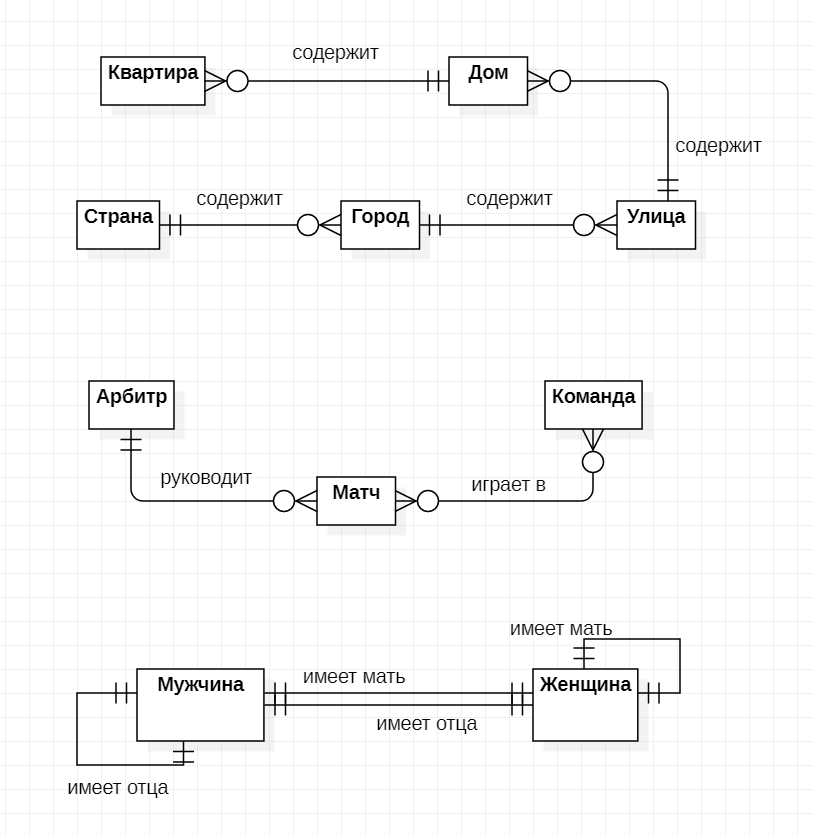 содержит
Квартира
Дом
содержит
Страна
содержит
Город
содержит
Улица
Арбитр
Команда
руководит
Матч
играет в
имеет мать
Мужчина
имеет мать
Женщина
имеет отца
имеет отца